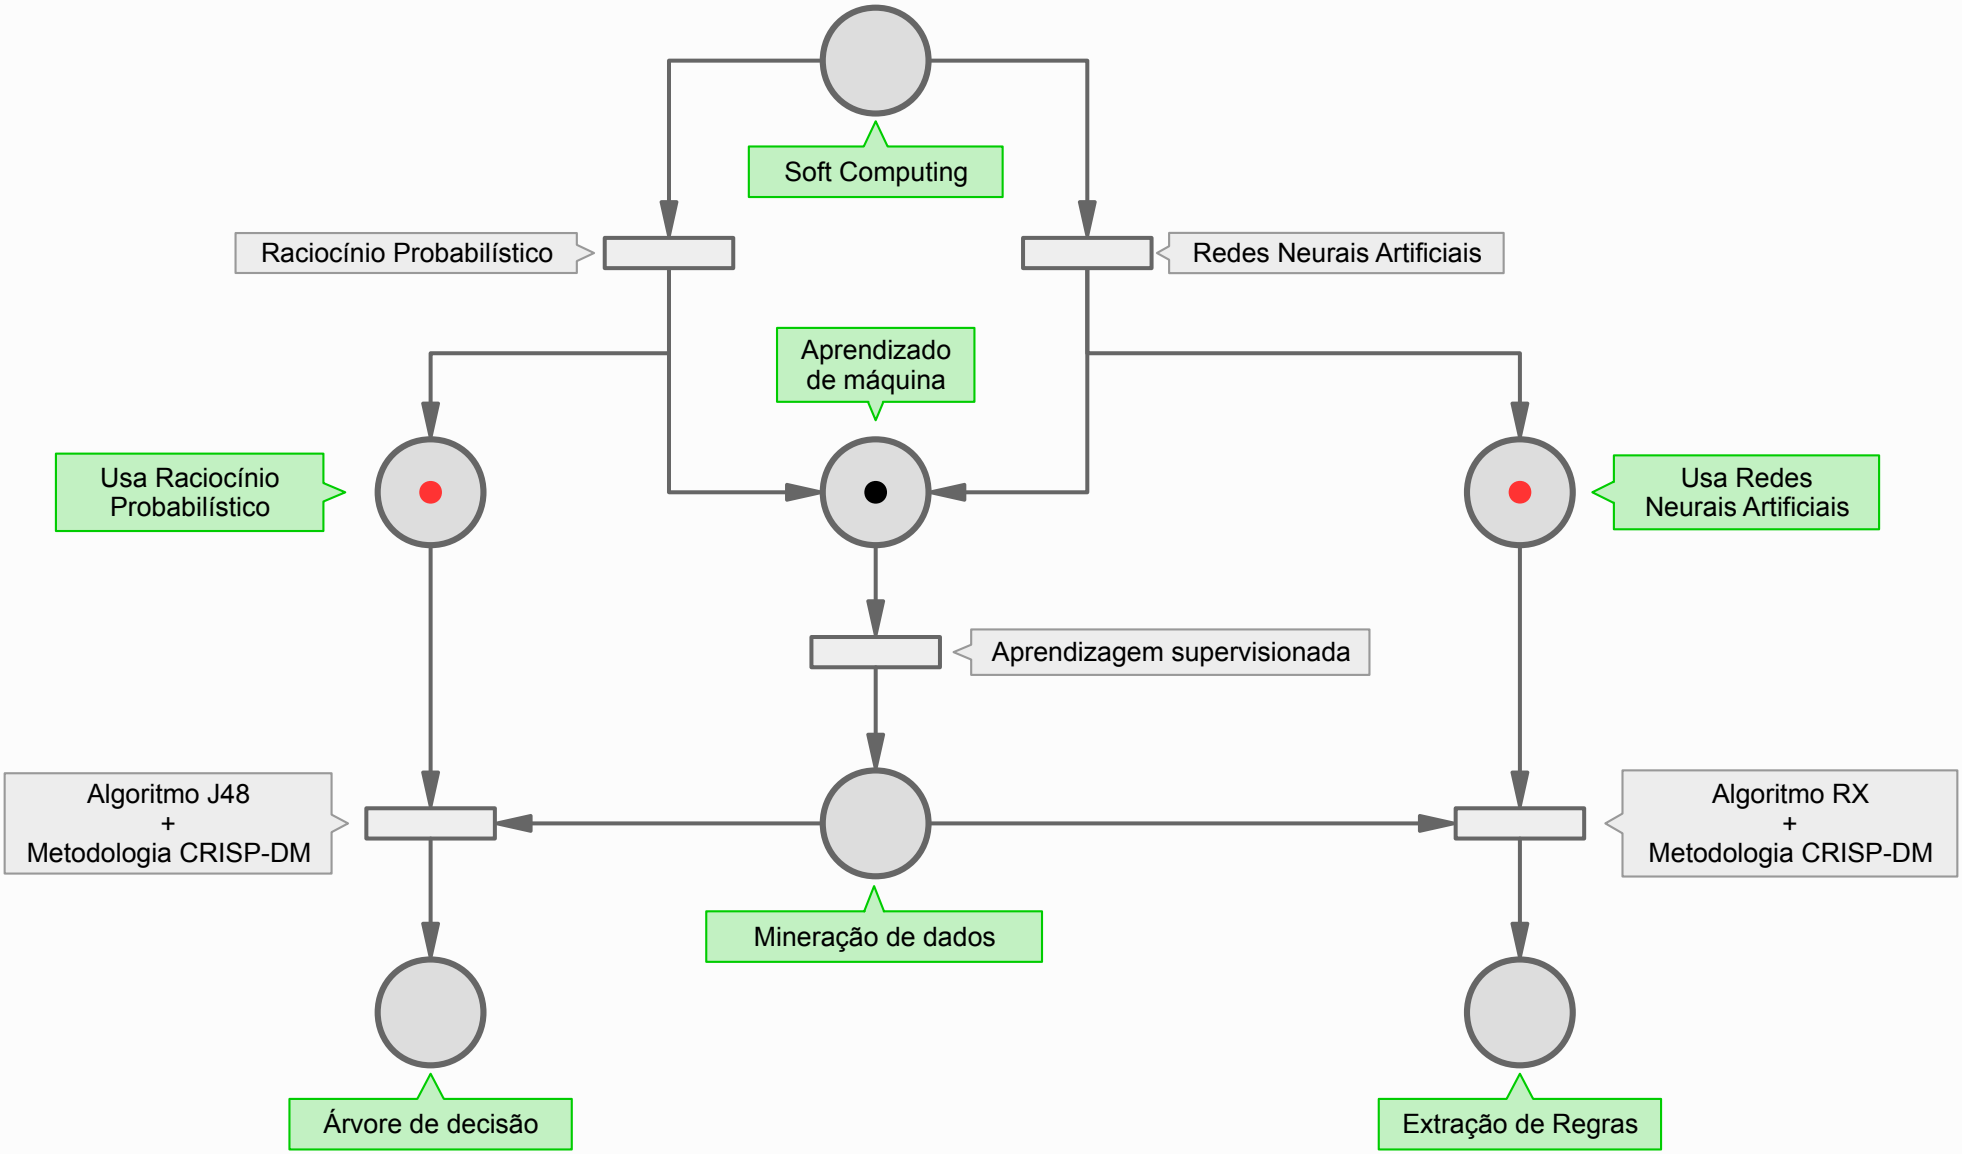 Soft Computing
Raciocínio Probabilístico
Redes Neurais Artificiais
Aprendizado
de máquina
Usa Raciocínio
Probabilístico
Usa Redes
Neurais Artificiais
Aprendizagem supervisionada
Algoritmo J48
+
Metodologia CRISP-DM
Algoritmo RX
+
Metodologia CRISP-DM
Mineração de dados
Árvore de decisão
Extração de Regras